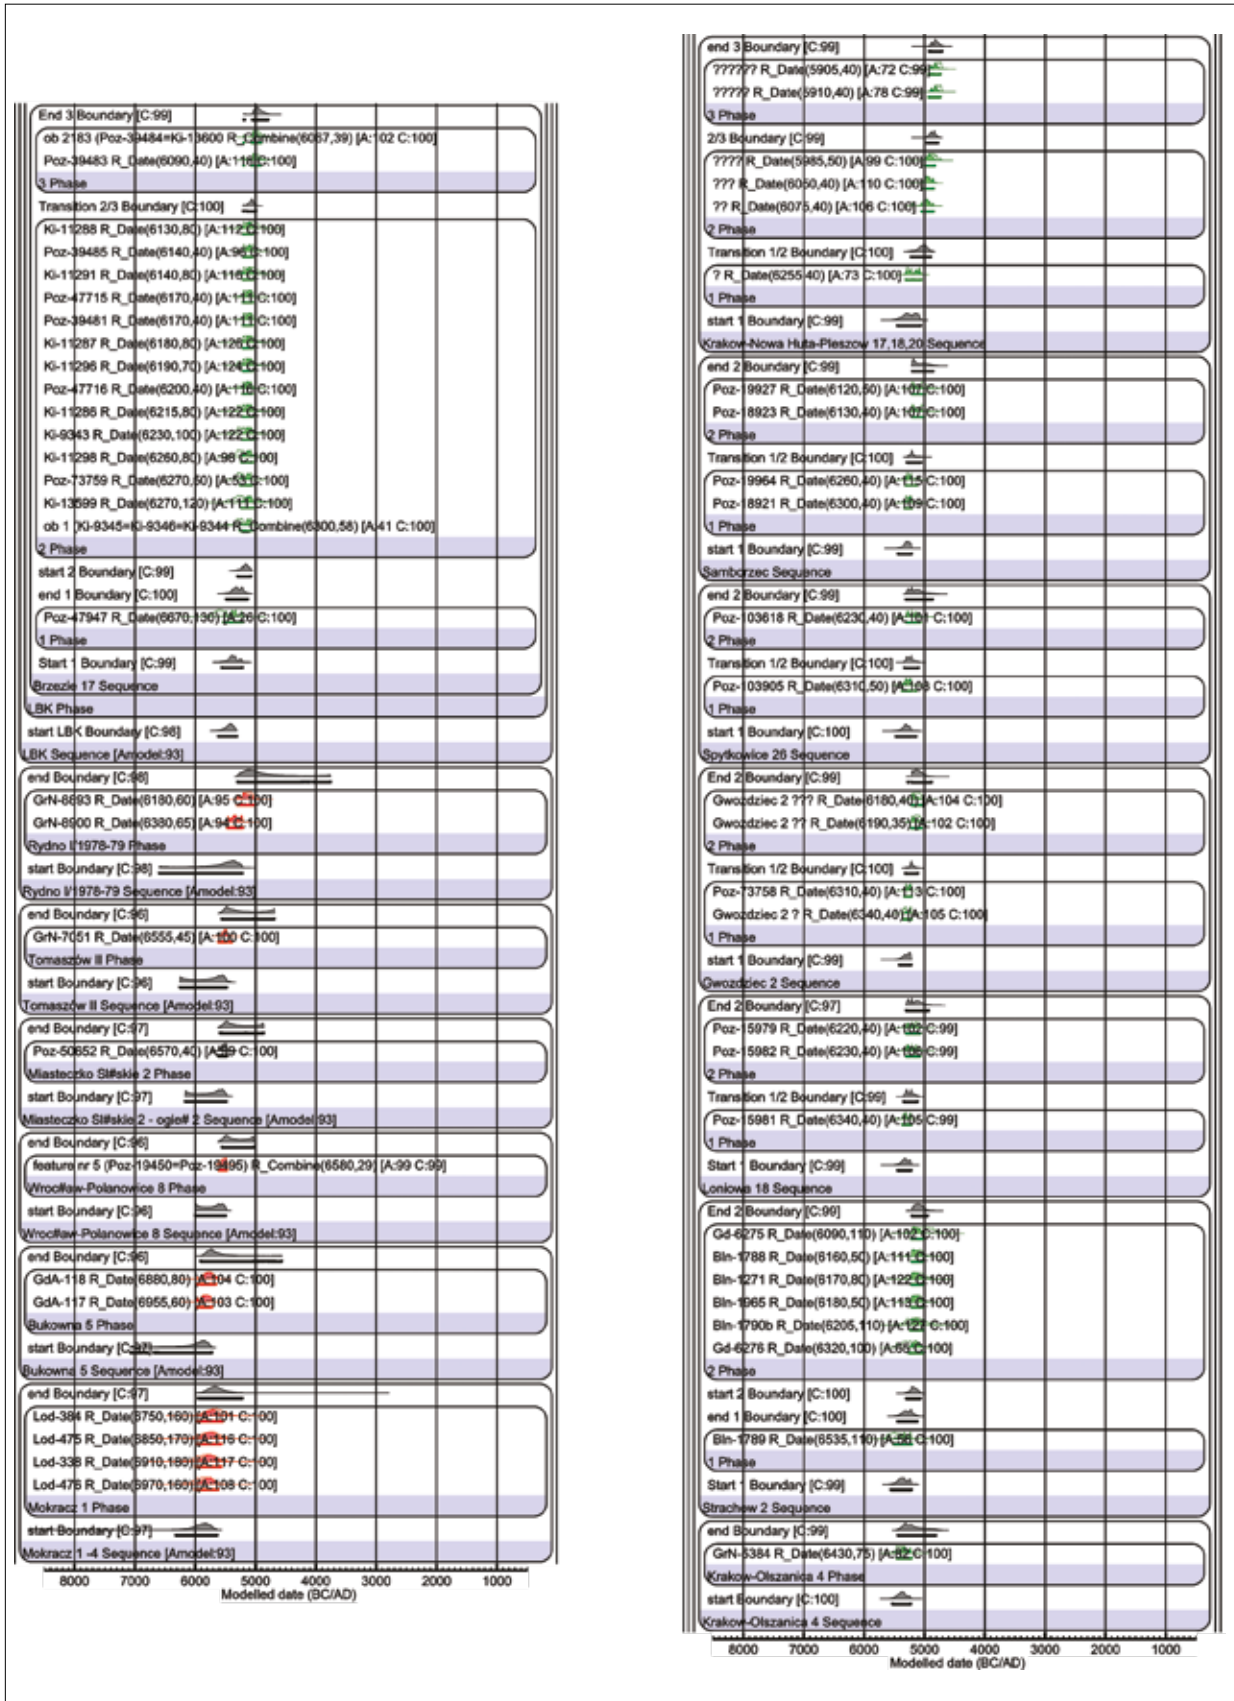 End 3 Boundary [C:99]
ob 2183 (Poz-39484=Ki-13600 R_Combine(6067,39) [A:102 C:100]
Poz-39483 R_Date(6090,40) [A:116 C:100]
3 Phase
Transition 2/3 Boundary [C:100]
Ki-11288 R_Date(6130,80) [A:112 C:100]
Poz-39485 R_Date(6140,40) [A:96 C:100]
Ki-11291 R_Date(6140,80) [A:116 C:100]
Poz-47715 R_Date(6170,40) [A:111 C:100]
Poz-39481 R_Date(6170,40) [A:111 C:100]
Ki-11287 R_Date(6180,80) [A:126 C:100]
Ki-11296 R_Date(6190,70) [A:124 C:100]
Poz-47716 R_Date(6200,40) [A:116 C:100]
Ki-11286 R_Date(6215,80) [A:122 C:100]
Ki-9343 R_Date(6230,100) [A:122 C:100]
Ki-11298 R_Date(6260,80) [A:98 C:100]
Poz-73759 R_Date(6270,50) [A:53 C:100]
Ki-13599 R_Date(6270,120) [A:111 C:100]
ob 1 (Ki-9345=Ki-9346=Ki-9344 R_Combine(6300,58) [A:41 C:100]
2 Phase
start 2 Boundary [C:99]
end 1 Boundary [C:100]
Poz-47947 R_Date(6670,130) [A:26 C:100]
1 Phase
Start 1 Boundary [C:99]
Brzezie 17 Sequence
LBK Phase
start LBK Boundary [C:98]
LBK Sequence [Amodel:93]
end Boundary [C:98]
GrN-8893 R_Date(6180,60) [A:95 C:100]
GrN-8900 R_Date(6380,65) [A:94 C:100]
Rydno I/1978-79 Phase
start Boundary [C:98]
Rydno I/1978-79 Sequence [Amodel:93]
end Boundary [C:96]
GrN-7051 R_Date(6555,45) [A:100 C:100]
Tomaszów II Phase
start Boundary [C:96]
Tomaszów II Sequence [Amodel:93]
end Boundary [C:97]
Poz-50652 R_Date(6570,40) [A:99 C:100]
Miasteczko Sl#skie 2 Phase
start Boundary [C:97]
Miasteczko Sl#skie 2 - ogie# 2 Sequence [Amodel:93]
end Boundary [C:96]
feature nr 5 (Poz-19450=Poz-19495) R_Combine(6580,29) [A:99 C:99]
Wroc#aw-Polanowice 8 Phase
start Boundary [C:96]
Wroc#aw-Polanowice 8 Sequence [Amodel:93]
end Boundary [C:96]
GdA-118 R_Date(6880,80) [A:104 C:100]
GdA-117 R_Date(6955,60) [A:103 C:100]
Bukowna 5 Phase
start Boundary [C:97]
Bukowna 5 Sequence [Amodel:93]
end Boundary [C:97]
Lod-384 R_Date(6750,160) [A:101 C:100]
Lod-475 R_Date(6850,170) [A:116 C:100]
Lod-338 R_Date(6910,180) [A:117 C:100]
Lod-476 R_Date(6970,160) [A:108 C:100]
Mokracz 1 Phase
start Boundary [C:97]
Mokracz 1 -4 Sequence [Amodel:93]
8000 7000 6000 5000 4000 3000 2000 1000
Modelled date (BC/AD)
end 3 Boundary [C:99]
?????? R_Date(5905,40) [A:72 C:99]
????? R_Date(5910,40) [A:78 C:99]
3 Phase
2/3 Boundary [C:99]
???? R_Date(5985,50) [A:99 C:100]
??? R_Date(6050,40) [A:110 C:100]
?? R_Date(6075,40) [A:106 C:100]
2 Phase
Transition 1/2 Boundary [C:100]
? R_Date(6255,40) [A:73 C:100]
1 Phase
start 1 Boundary [C:99]
Krakow-Nowa Huta-Pleszow 17,18,20 Sequence
end 2 Boundary [C:99]
Poz-19927 R_Date(6120,50) [A:107 C:100]
Poz-18923 R_Date(6130,40) [A:107 C:100]
2 Phase
Transition 1/2 Boundary [C:100]
Poz-19964 R_Date(6260,40) [A:115 C:100]
Poz-18921 R_Date(6300,40) [A:109 C:100]
1 Phase
start 1 Boundary [C:99]
Samborzec Sequence
end 2 Boundary [C:99]
Poz-103618 R_Date(6230,40) [A:101 C:100]
2 Phase
Transition 1/2 Boundary [C:100]
Poz-103905 R_Date(6310,50) [A:108 C:100]
1 Phase
start 1 Boundary [C:100]
Spytkowice 26 Sequence
End 2 Boundary [C:99]
Gwozdziec 2 ??? R_Date(6180,40) [A:104 C:100]
Gwozdziec 2 ?? R_Date(6190,35) [A:102 C:100]
2 Phase
Transition 1/2 Boundary [C:100]
Poz-73758 R_Date(6310,40) [A:113 C:100]
Gwozdziec 2 ? R_Date(6340,40) [A:105 C:100]
1 Phase
start 1 Boundary [C:99]
Gwozdziec 2 Sequence
End 2 Boundary [C:97]
Poz-15979 R_Date(6220,40) [A:102 C:99]
Poz-15982 R_Date(6230,40) [A:106 C:99]
2 Phase
Transition 1/2 Boundary [C:99]
Poz-15981 R_Date(6340,40) [A:105 C:99]
1 Phase
Start 1 Boundary [C:99]
Loniowa 18 Sequence
End 2 Boundary [C:99]
Gd-6275 R_Date(6090,110) [A:102 C:100]
Bln-1788 R_Date(6160,50) [A:111 C:100]
Bln-1271 R_Date(6170,80) [A:122 C:100]
Bln-1965 R_Date(6180,50) [A:113 C:100]
Bln-1790b R_Date(6205,110) [A:127 C:100]
Gd-6276 R_Date(6320,100) [A:65 C:100]
2 Phase
start 2 Boundary [C:100]
end 1 Boundary [C:100]
Bln-1789 R_Date(6535,110) [A:56 C:100]
1 Phase
Start 1 Boundary [C:99]
Strachow 2 Sequence
end Boundary [C:99]
GrN-5384 R_Date(6430,75) [A:82 C:100]
Krakow-Olszanica 4 Phase
start Boundary [C:100]
Krakow-Olszanica 4 Sequence
8000 7000 6000 5000 4000 3000 2000 1000
Modelled date (BC/AD)